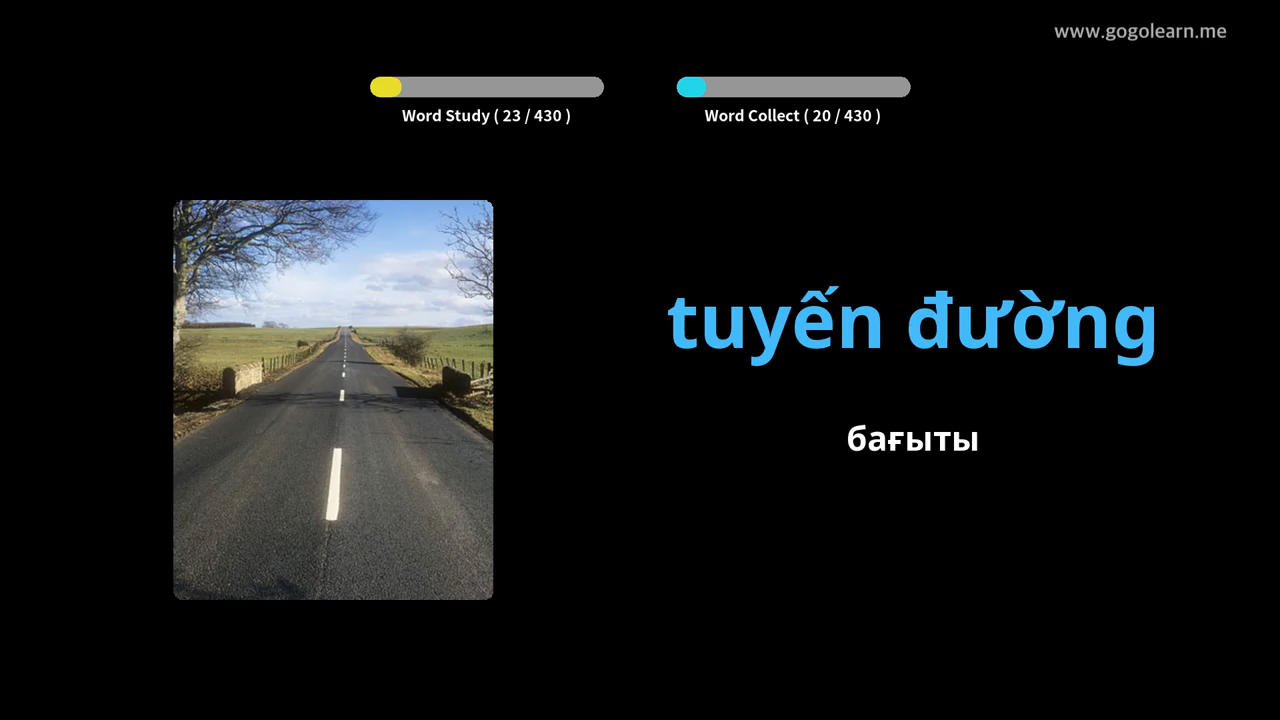 www.gogolearn.me
Word Study ( 23 / 430 )
Word Collect ( 20 / 430 )
tuyến đường
бағыты